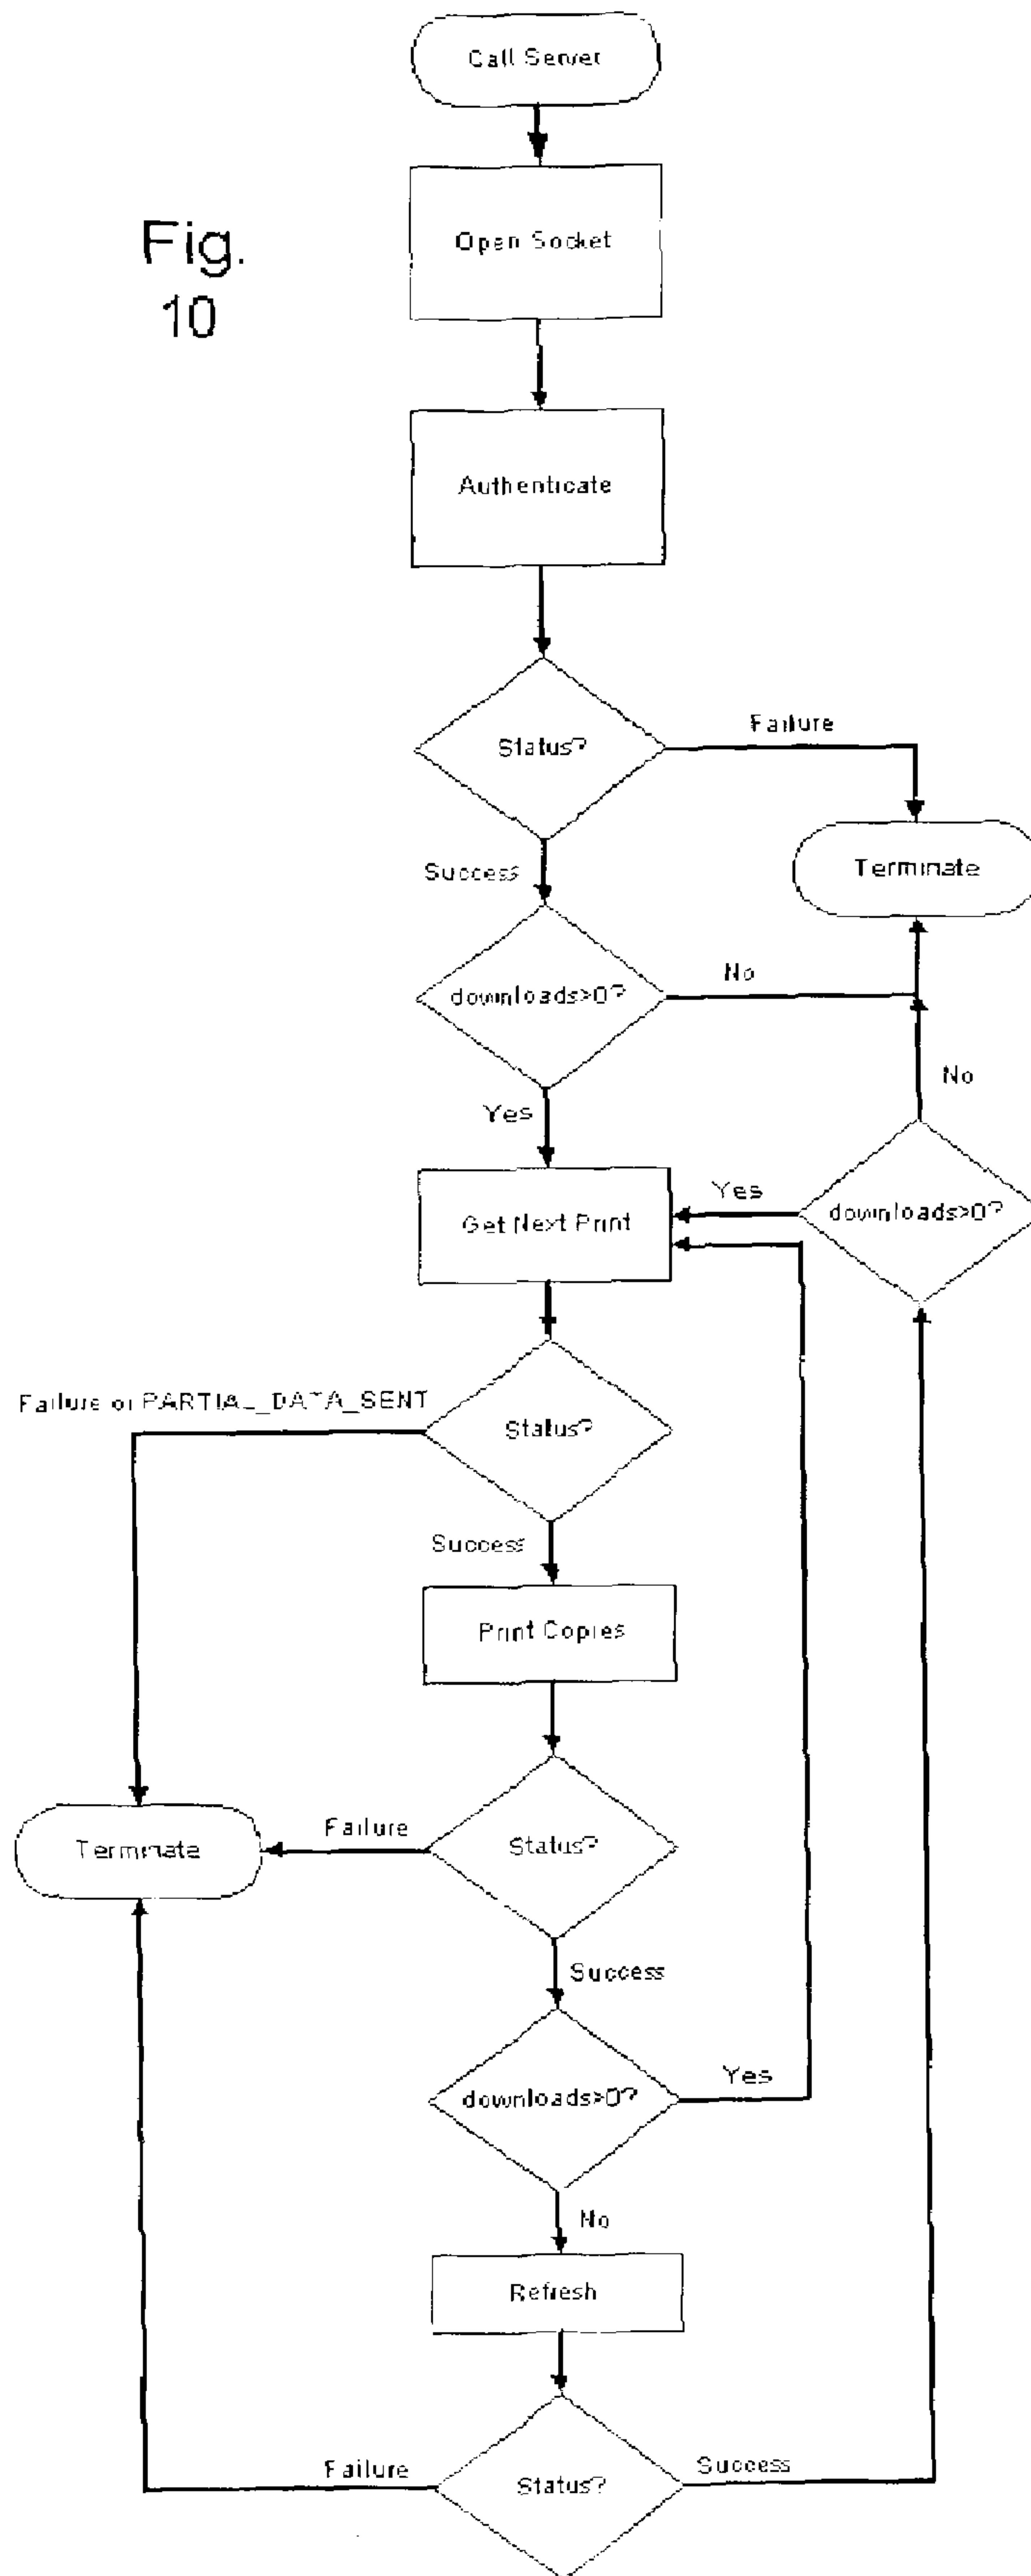 Call Server
Fig.
10
Open Socket
Authenticate
Status?
Failure
Success
Terminate
downloads>0?
No
No
Yes
Get Next Print
Yes
downloads>0?
Failure or PARTIAL_DATA_SENT
Status?
Success
Print Copies
Terminate
Failure
Status?
Success
downloads>0?
Yes
No
Refresh
Failure
Status?
Success